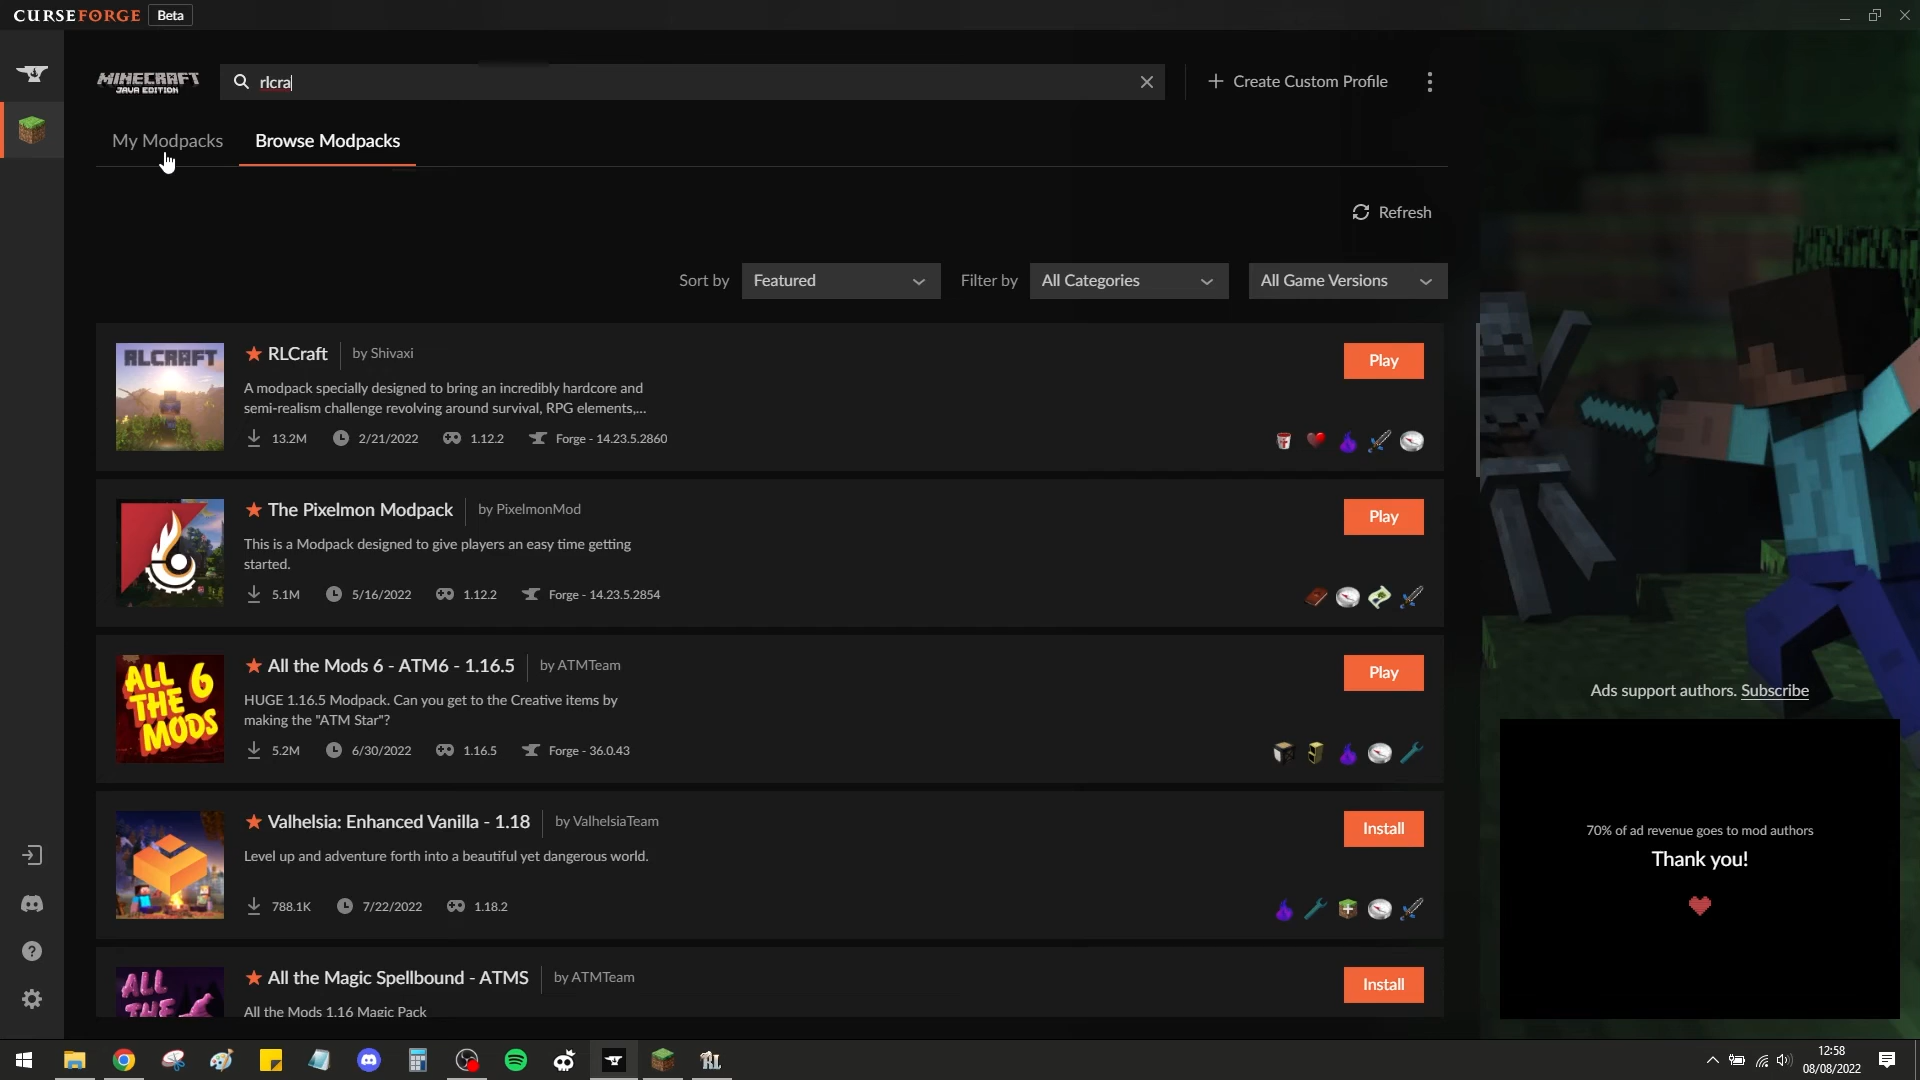 CURSEFORGE Beta
MINECRAFT
JAVA EDITION
rlcra
Create Custom Profile
My Modpacks
Browse Modpacks
Refresh
Sort by Featured Filter by All Categories All Game Versions
RLCRAFT
RLCraft by Shivaxi
Play
A modpack specially designed to bring an incredibly hardcore and
semi-realism challenge revolving around survival, RPG elements,...
13.2M 2/21/2022 1.12.2 Forge - 14.23.5.2860
The Pixelmon Modpack by PixelmonMod
Play
This is a Modpack designed to give players an easy time getting
started.
5.1M 5/16/2022 1.12.2 Forge - 14.23.5.2854
ALL 6
THE
MODS
All the Mods 6 - ATM6 - 1.16.5 by ATMTeam
Play
HUGE 1.16.5 Modpack. Can you get to the Creative items by
making the "ATM Star"?
5.2M 6/30/2022 1.16.5 Forge - 36.0.43
Valhelsia: Enhanced Vanilla - 1.18 by ValhelsiaTeam
Install
Level up and adventure forth into a beautiful yet dangerous world.
788.1K 7/22/2022 1.18.2
ALL
THE
All the Magic Spellbound - ATMS by ATMTeam
Install
All the Mods 1.16 Magic Pack
Ads support authors. Subscribe
70% of ad revenue goes to mod authors
Thank you!
RL
12:58
08/08/2022